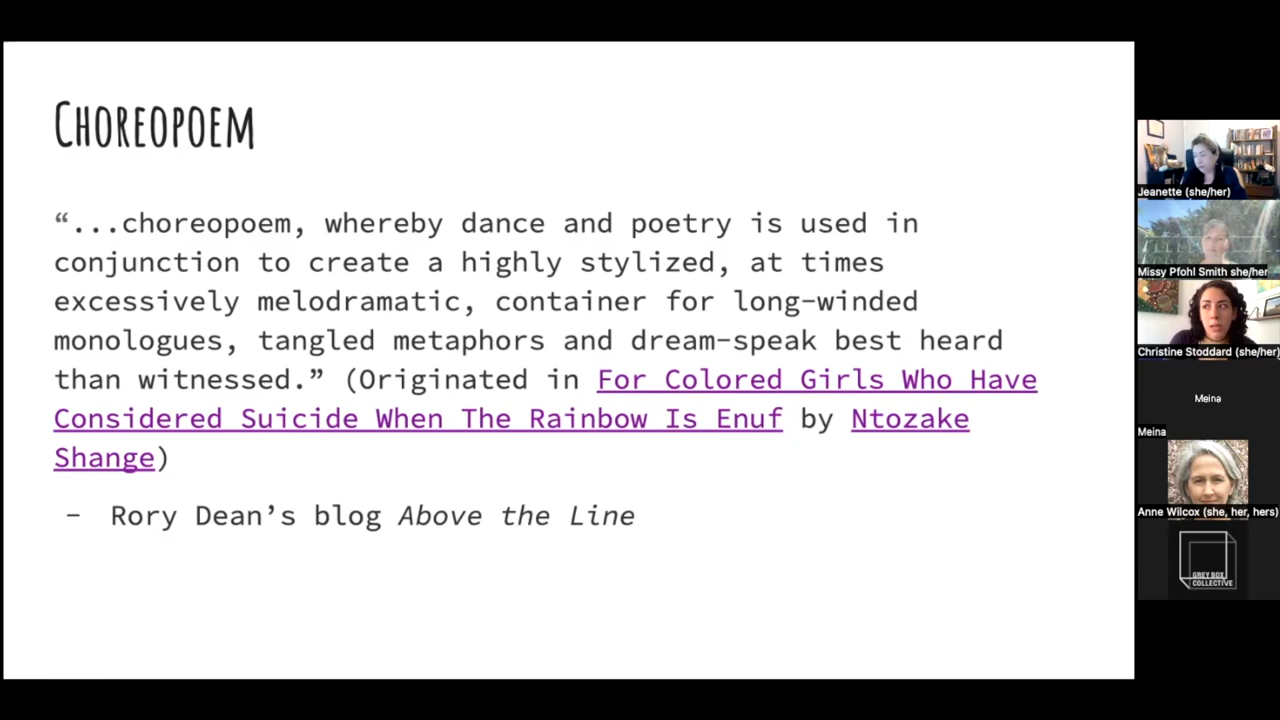 CHOREOPOEM
“...choreopoem, whereby dance and poetry is used in
conjunction to create a highly stylized, at times
excessively melodramatic, container for long-winded
monologues, tangled metaphors and dream-speak best heard
than witnessed.” (Originated in For Colored Girls Who Have
Considered Suicide When The Rainbow Is Enuf by Ntozake
Shange)
- Rory Dean’s blog Above the Line
Jeanette (she/her)
Missy Pfohl Smith she/her
Christine Stoddard (she/her)
Meina
Meina
Anne Wilcox (she, her, hers)
GREY BOX
COLLECTIVE